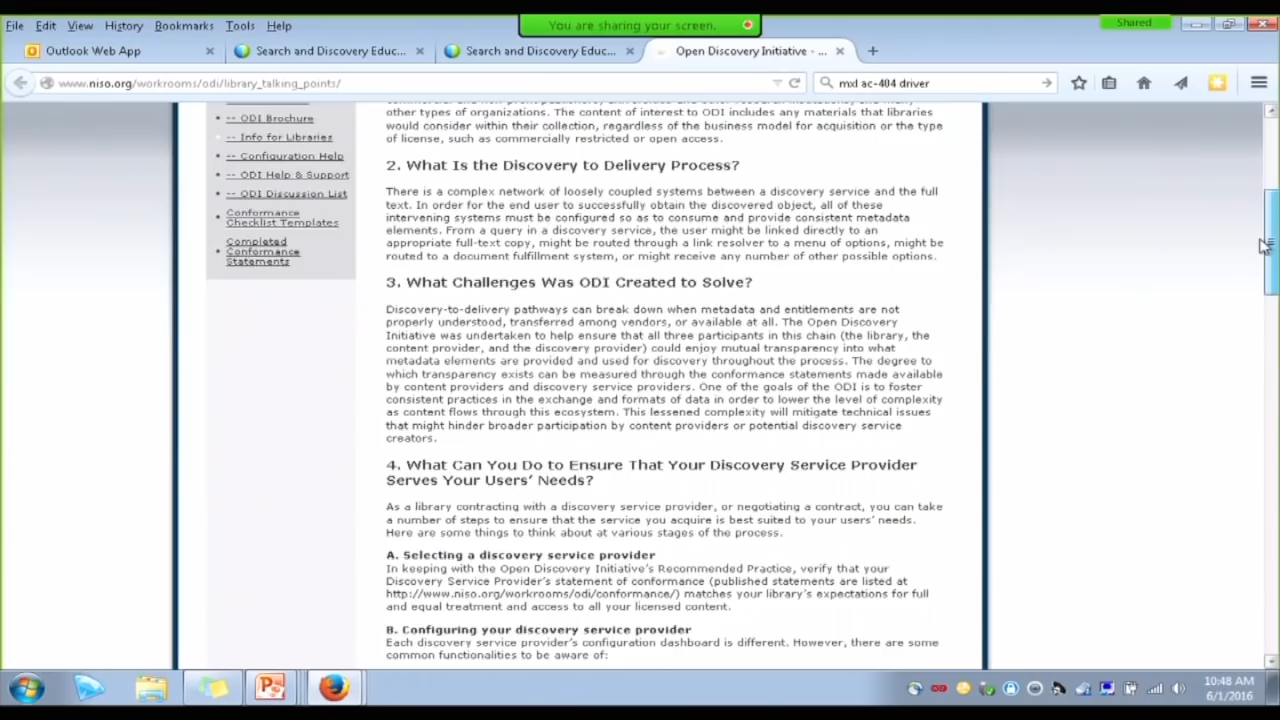 File Edit View History Bookmarks Tools Help
You are sharing your screen.
Shared
Outlook Web App
Search and Discovery Educ...
Search and Discovery Educ...
Open Discovery Initiative - ...
www.niso.org/workrooms/odi/library_talking_points/
mxl ac-404 driver
-- ODI Brochure
-- Info for Libraries
-- Configuration Help
-- ODI Help & Support
-- ODI Discussion List
Conformance
Checklist Templates
Completed
Conformance
Statements
other types of organizations. The content of interest to ODI includes any materials that libraries
would consider within their collection, regardless of the business model for acquisition or the type
of license, such as commercially restricted or open access.
2. What Is the Discovery to Delivery Process?
There is a complex network of loosely coupled systems between a discovery service and the full
text. In order for the end user to successfully obtain the discovered object, all of these
intervening systems must be configured so as to consume and provide consistent metadata
elements. From a query in a discovery service, the user might be linked directly to an
appropriate full-text copy, might be routed through a link resolver to a menu of options, might be
routed to a document fulfillment system, or might receive any number of other possible options.
3. What Challenges Was ODI Created to Solve?
Discovery-to-delivery pathways can break down when metadata and entitlements are not
properly understood, transferred among vendors, or available at all. The Open Discovery
Initiative was undertaken to help ensure that all three participants in this chain (the library, the
content provider, and the discovery provider) could enjoy mutual transparency into what
metadata elements are provided and used for discovery throughout the process. The degree to
which transparency exists can be measured through the conformance statements made available
by content providers and discovery service providers. One of the goals of the ODI is to foster
consistent practices in the exchange and formats of data in order to lower the level of complexity
as content flows through this ecosystem. This lessened complexity will mitigate technical issues
that might hinder broader participation by content providers or potential discovery service
creators.
4. What Can You Do to Ensure That Your Discovery Service Provider
Serves Your Users' Needs?
As a library contracting with a discovery service provider, or negotiating a contract, you can take
a number of steps to ensure that the service you acquire is best suited to your users' needs.
Here are some things to think about at various stages of the process.
A. Selecting a discovery service provider
In keeping with the Open Discovery Initiative's Recommended Practice, verify that your
Discovery Service Provider's statement of conformance (published statements are listed at
http://www.niso.org/workrooms/odi/conformance/) matches your library's expectations for full
and equal treatment and access to all your licensed content.
B. Configuring your discovery service provider
Each discovery service provider's configuration dashboard is different. However, there are some
common functionalities to be aware of:
10:48 AM
6/1/2016